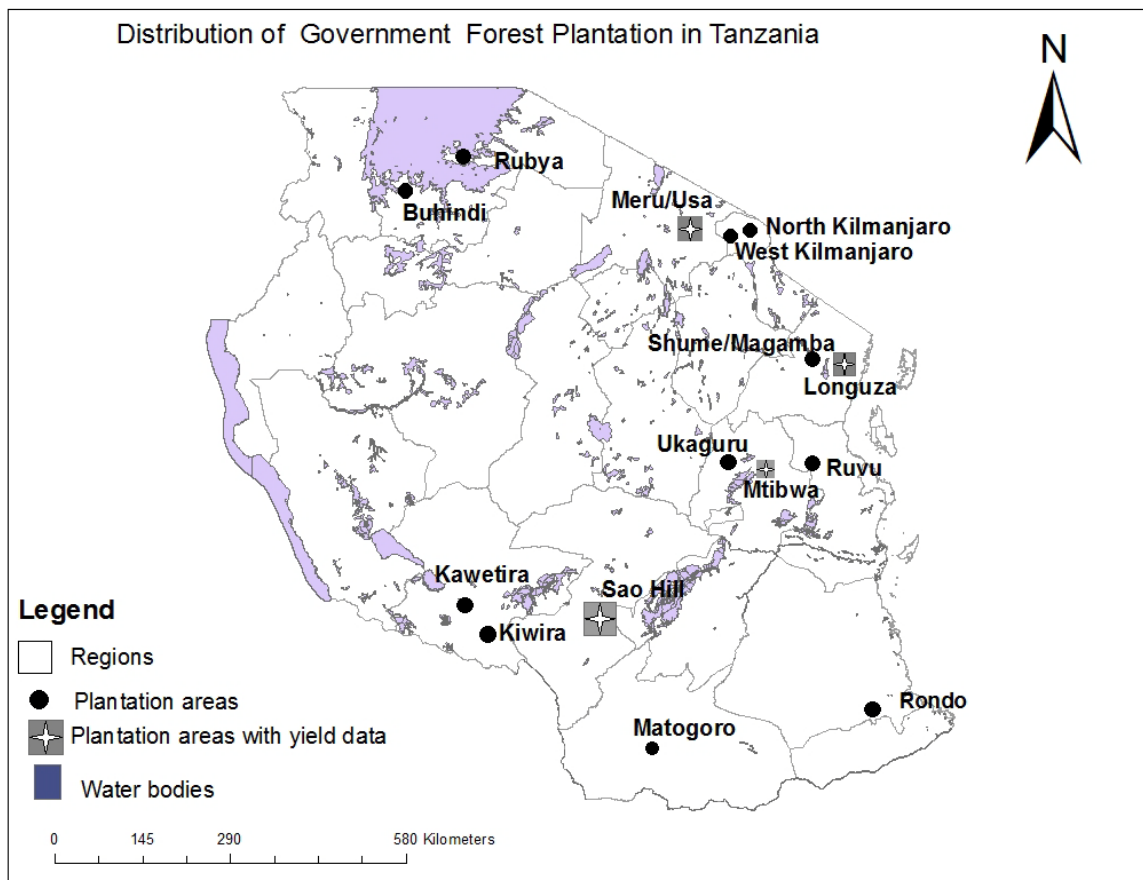 Distribution of Government Forest Plantation in Tanzania
N
Rubya
Buhindi
Meru/Usa
North Kilmanjaro
West Kilmanjaro
Shume/Magamba
Longuza
Ukaguru
Ruvu
Mtibwa
Kawetira
Sao Hill
Kiwira
Rondo
Matogoro
Legend
Regions
Plantation areas
Plantation areas with yield data
Water bodies
0 145 290 580 Kilometers